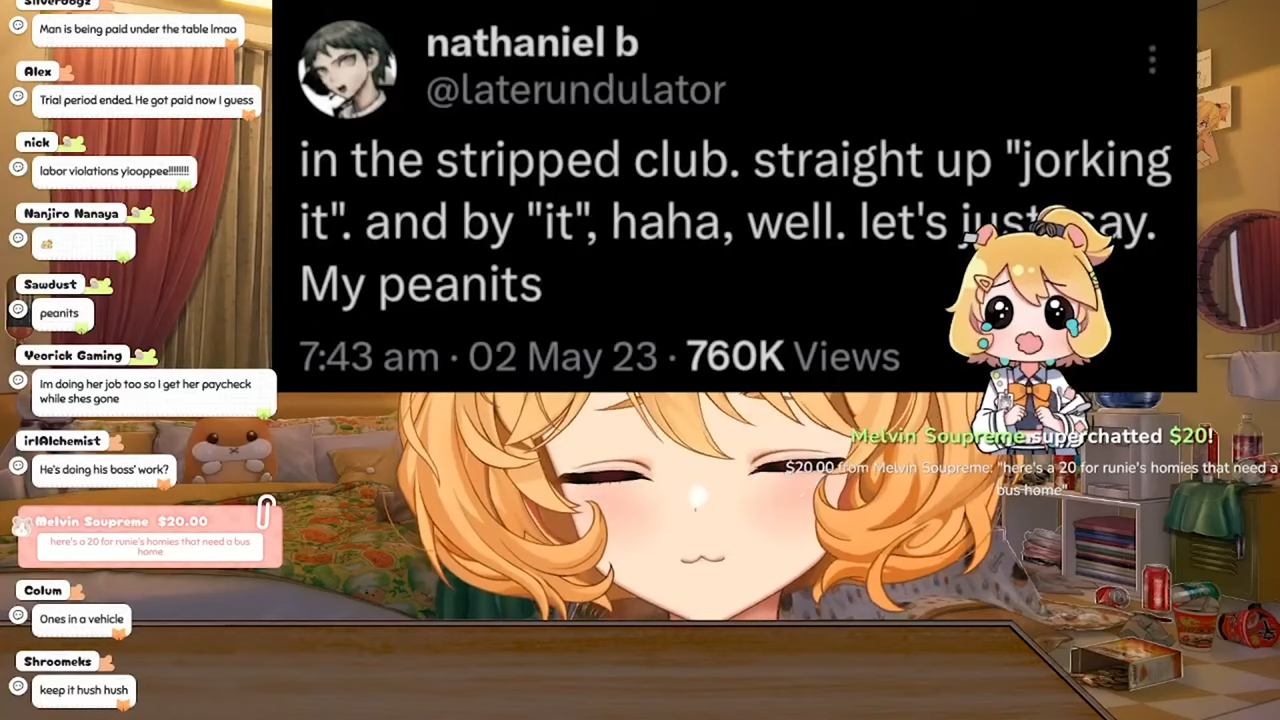 Silverdogz
Man is being paid under the table lmao
Alex
Trial period ended. He got paid now I guess
nick
labor violations yiooppee!!!!!!!!
Nanjiro Nanaya
Sawdust
peanits
Yeorick Gaming
Im doing her job too so I get her paycheck
while shes gone
irlAlchemist
He's doing his boss' work?
Melvin Soupreme $20.00
here's a 20 for runie's homies that need a bus
home
Colum
Ones in a vehicle
Shroomeks
keep it hush hush
nathaniel b
@laterundulator
in the stripped club. straight up "jorking
it". and by "it", haha, well. let's just say.
My peanits
7:43 am · 02 May 23 · 760K Views
Melvin Soupreme superchatted $20!
$20.00 from Melvin Soupreme: "here's a 20 for runie's homies that need a
bus home"